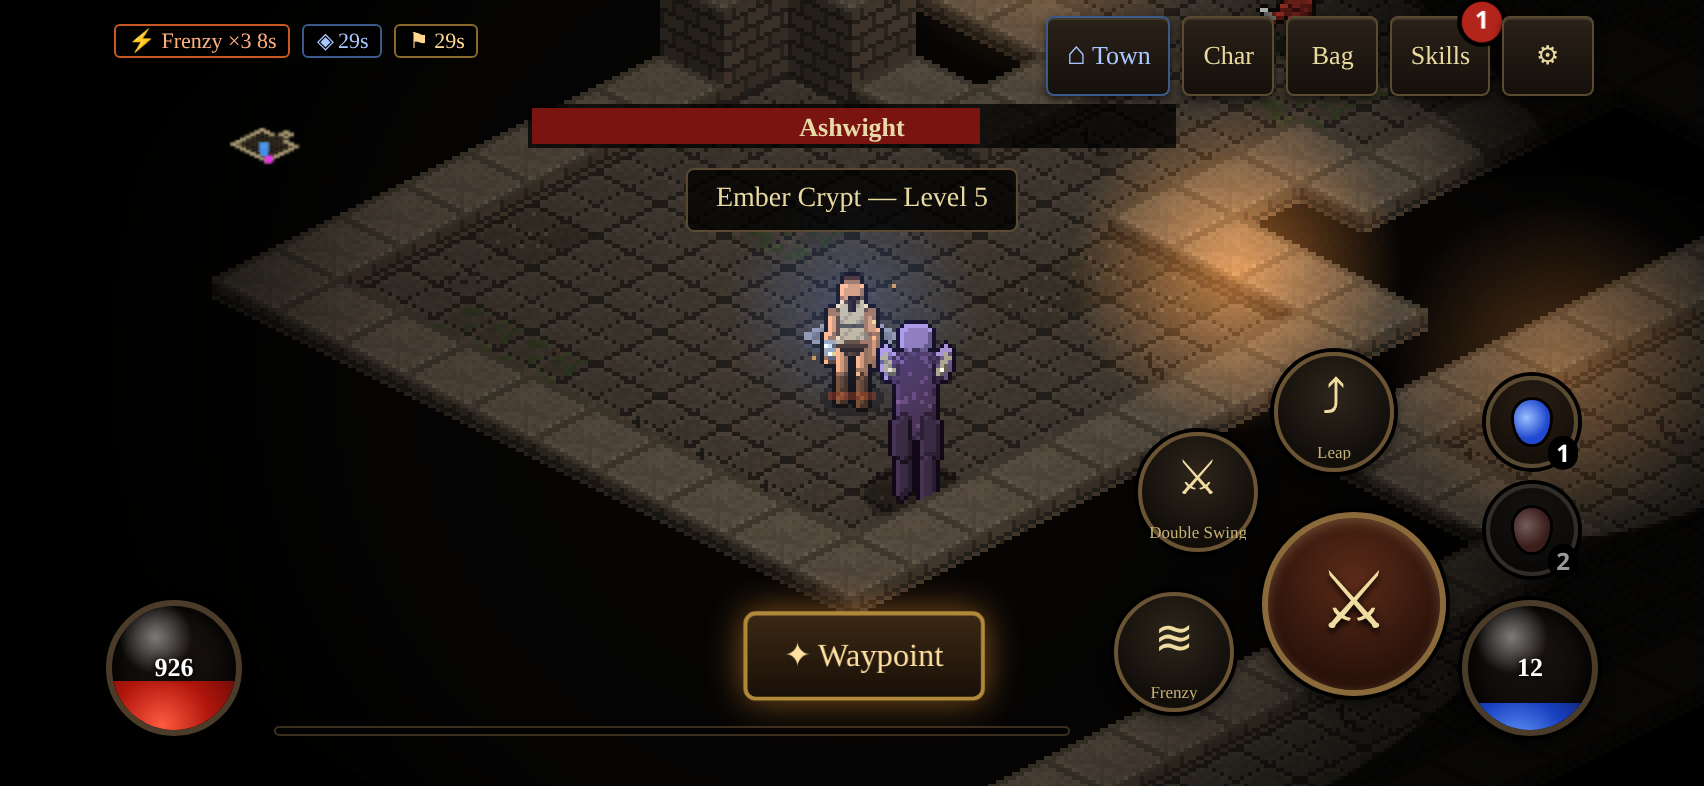 ⚡ Frenzy ×3 8s
◈ 29s
⚑ 29s
⌂ Town
Char
Bag
Skills
1
⚙
Ashwight
Ember Crypt — Level 5
Leap
Double Swing
Frenzy
1
2
926
✦ Waypoint
12